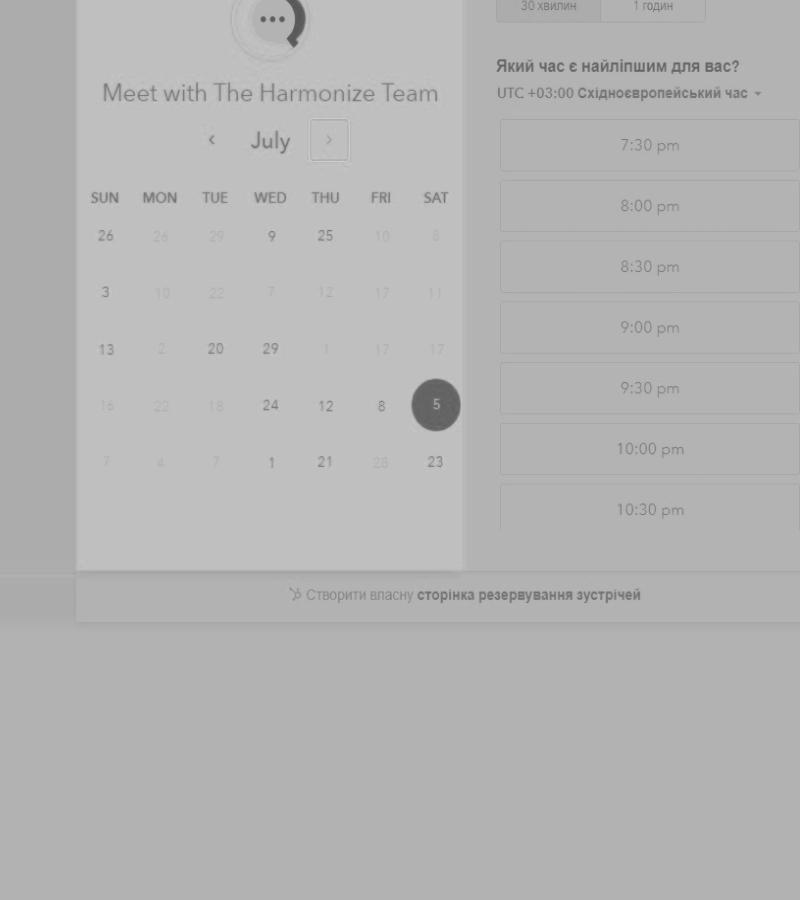 30 хвилин 1 годин
Meet with The Harmonize Team
July
SUN MON TUE WED THU FRI SAT
26 26 29 9 25 10 8
3 10 22 7 12 17 11
13 2 20 29 1 17 17
16 22 18 24 12 8 5
7 4 7 1 21 28 23
Який час є найліпшим для вас?
UTC +03:00 Східноєвропейський час
7:30 pm
8:00 pm
8:30 pm
9:00 pm
9:30 pm
10:00 pm
10:30 pm
Створити власну сторінка резервування зустрічей